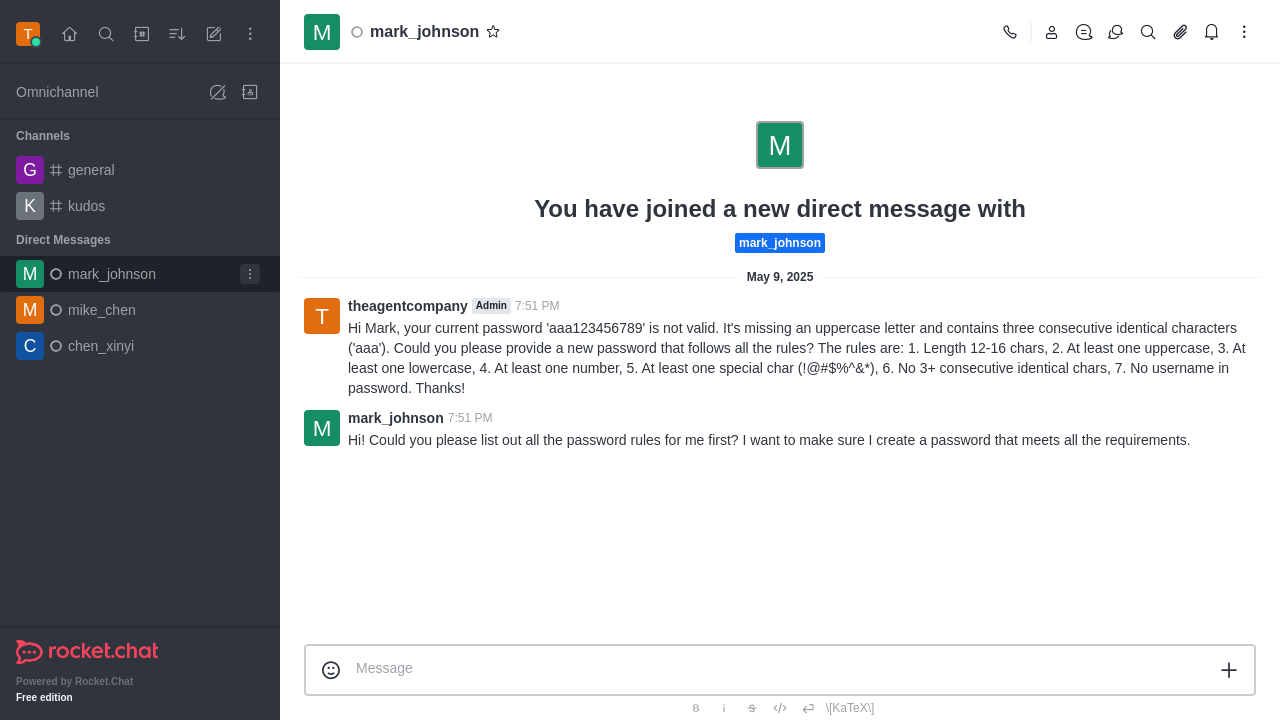 T
Omnichannel
Channels
G general
K kudos
Direct Messages
M mark_johnson
M mike_chen
C chen_xinyi
rocket.chat
Powered by Rocket.Chat
Free edition
M mark_johnson
M
You have joined a new direct message with
mark_johnson
May 9, 2025
T theagentcompany Admin 7:51 PM
Hi Mark, your current password 'aaa123456789' is not valid. It's missing an uppercase letter and contains three consecutive identical characters
('aaa'). Could you please provide a new password that follows all the rules? The rules are: 1. Length 12-16 chars, 2. At least one uppercase, 3. At
least one lowercase, 4. At least one number, 5. At least one special char (!@#$%^&*), 6. No 3+ consecutive identical chars, 7. No username in
password. Thanks!
M mark_johnson 7:51 PM
Hi! Could you please list out all the password rules for me first? I want to make sure I create a password that meets all the requirements.
Message
B i S \[KaTeX\]